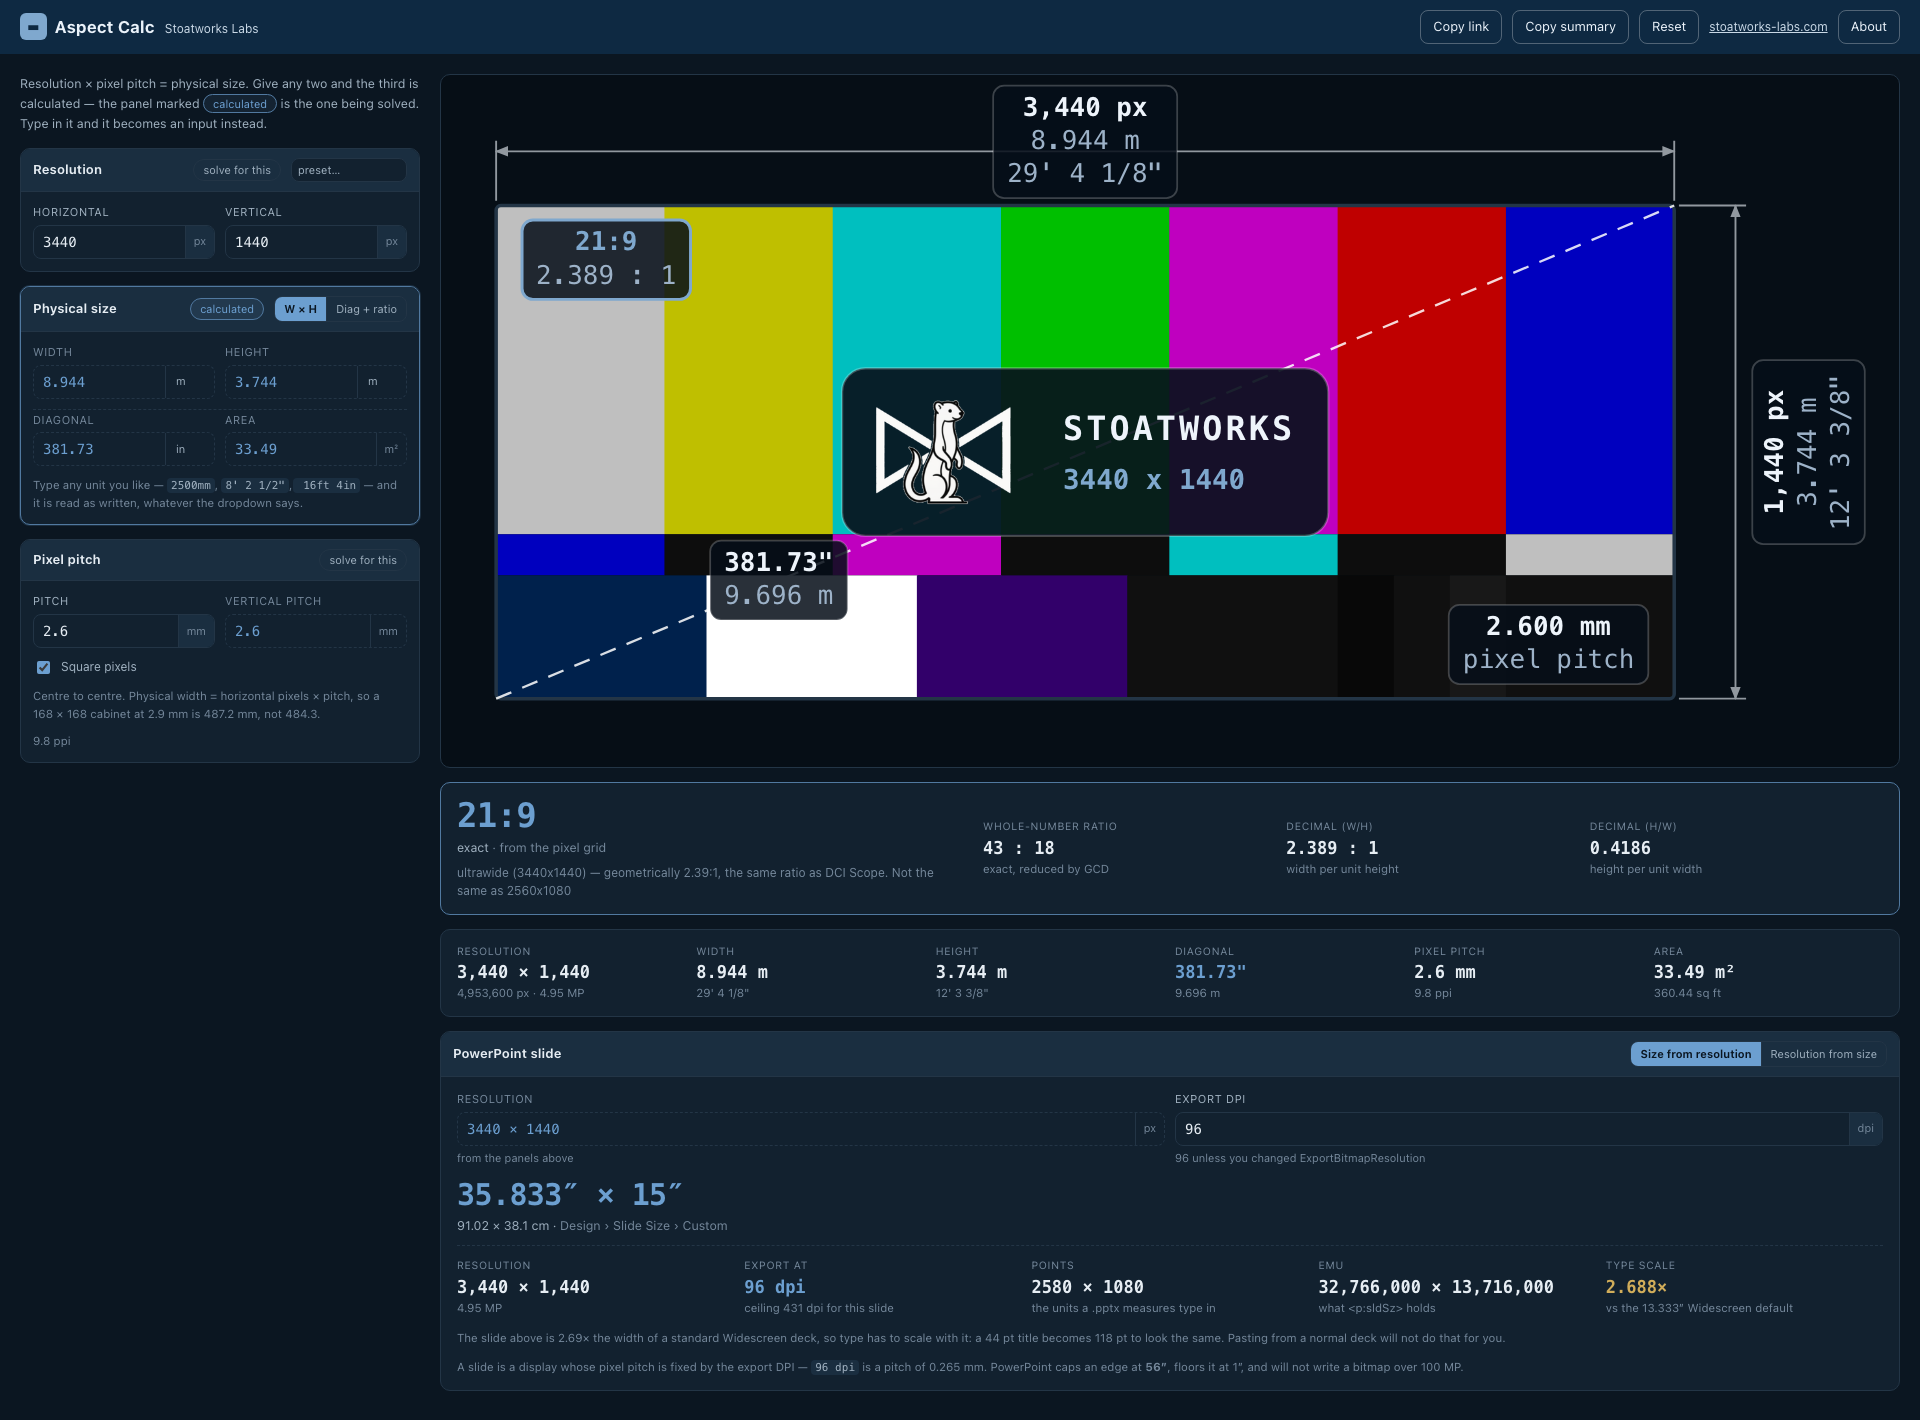 Aspect Calc Stoatworks Labs
Copy link
Copy summary
Reset
stoatworks-labs.com
About
Resolution × pixel pitch = physical size. Give any two and the third is
calculated — the panel marked calculated is the one being solved.
Type in it and it becomes an input instead.
Resolution
solve for this
preset...
HORIZONTAL
VERTICAL
3440 px
1440 px
Physical size
calculated
W × H
Diag + ratio
WIDTH
HEIGHT
8.944 m
3.744 m
DIAGONAL
AREA
381.73 in
33.49 m²
Type any unit you like — 2500mm, 8' 2 1/2", 16ft 4in — and
it is read as written, whatever the dropdown says.
Pixel pitch
solve for this
PITCH
VERTICAL PITCH
2.6 mm
2.6 mm
Square pixels
Centre to centre. Physical width = horizontal pixels × pitch, so a
168 × 168 cabinet at 2.9 mm is 487.2 mm, not 484.3.
9.8 ppi
3,440 px
8.944 m
29' 4 1/8"
21:9
2.389 : 1
STOATWORKS
3440 x 1440
381.73"
9.696 m
2.600 mm
pixel pitch
1,440 px
3.744 m
12' 3 3/8"
21:9
exact · from the pixel grid
ultrawide (3440x1440) — geometrically 2.39:1, the same ratio as DCI Scope. Not the
same as 2560x1080
WHOLE-NUMBER RATIO
43 : 18
exact, reduced by GCD
DECIMAL (W/H)
2.389 : 1
width per unit height
DECIMAL (H/W)
0.4186
height per unit width
RESOLUTION
3,440 × 1,440
4,953,600 px · 4.95 MP
WIDTH
8.944 m
29' 4 1/8"
HEIGHT
3.744 m
12' 3 3/8"
DIAGONAL
381.73"
9.696 m
PIXEL PITCH
2.6 mm
9.8 ppi
AREA
33.49 m²
360.44 sq ft
PowerPoint slide
Size from resolution
Resolution from size
RESOLUTION
3440 × 1440 px
from the panels above
EXPORT DPI
96 dpi
96 unless you changed ExportBitmapResolution
35.833″ × 15″
91.02 × 38.1 cm · Design › Slide Size › Custom
RESOLUTION
3,440 × 1,440
4.95 MP
EXPORT AT
96 dpi
ceiling 431 dpi for this slide
POINTS
2580 × 1080
the units a .pptx measures type in
EMU
32,766,000 × 13,716,000
what <p:sldSz> holds
TYPE SCALE
2.688×
vs the 13.333″ Widescreen default
The slide above is 2.69× the width of a standard Widescreen deck, so type has to scale with it: a 44 pt title becomes 118 pt to look the same. Pasting from a normal deck will not do that for you.
A slide is a display whose pixel pitch is fixed by the export DPI — 96 dpi is a pitch of 0.265 mm. PowerPoint caps an edge at 56″, floors it at 1″, and will not write a bitmap over 100 MP.